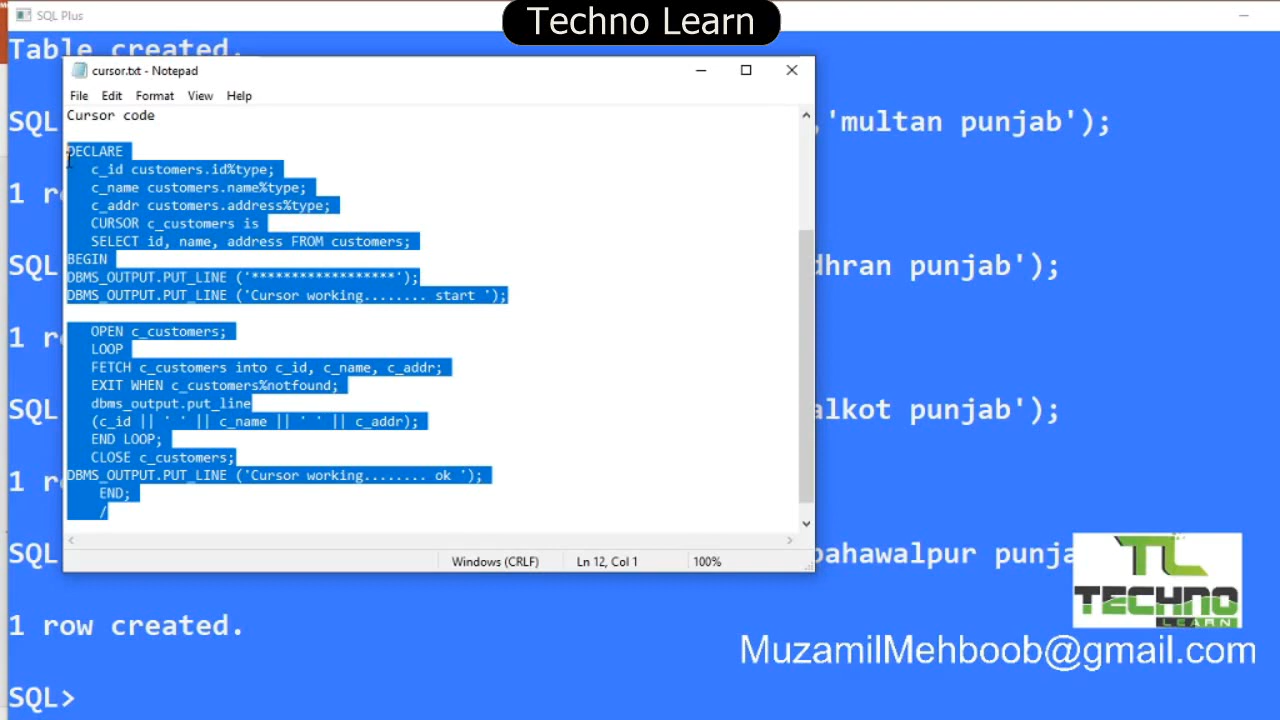 SQL Plus
Techno Learn
Table created.
cursor.txt - Notepad
File Edit Format View Help
Cursor code
SQL ,'multan punjab');
DECLARE
c_id customers.id%type;
c_name customers.name%type;
1 r
c_addr customers.address%type;
CURSOR c_customers is
SELECT id, name, address FROM customers;
BEGIN
SQL dhran punjab');
DBMS_OUTPUT.PUT_LINE ('******************');
DBMS_OUTPUT.PUT_LINE ('Cursor working........ start ');
OPEN c_customers;
1 r
LOOP
FETCH c_customers into c_id, c_name, c_addr;
EXIT WHEN c_customers%notfound;
dbms_output.put_line
SQL alkot punjab');
(c_id || ' ' || c_name || ' ' || c_addr);
END LOOP;
CLOSE c_customers;
DBMS_OUTPUT.PUT_LINE ('Cursor working........ ok ');
1 r
END;
/
SQL bahawalpur punja
Windows (CRLF) Ln 12, Col 1 100%
TL
TECHNO
LEARN
1 row created.
MuzamilMehboob@gmail.com
SQL>